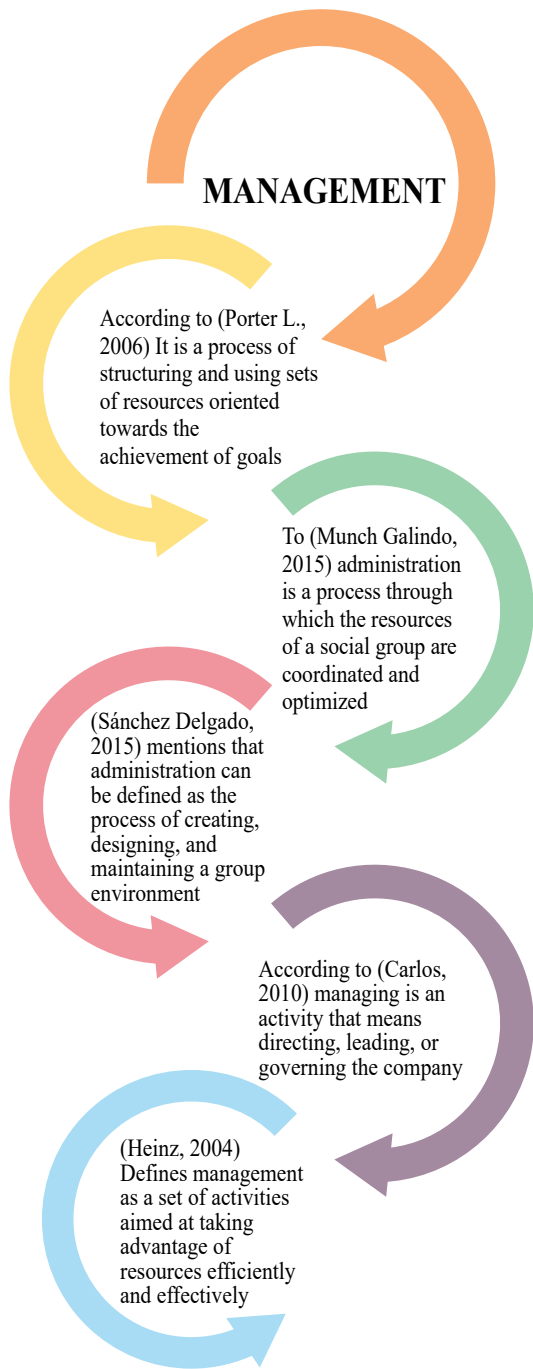 MANAGEMENT
According to (Porter L.,
2006) It is a process of
structuring and using sets
of resources oriented
towards the
achievement of goals
To (Munch Galindo,
2015) administration
is a process through
which the resources
of a social group are
coordinated and
optimized
(Sánchez Delgado,
2015) mentions that
administration can
be defined as the
process of creating,
designing, and
maintaining a group
environment
According to (Carlos,
2010) managing is an
activity that means
directing, leading, or
governing the company
(Heinz, 2004)
Defines management
as a set of activities
aimed at taking
advantage of
resources efficiently
and effectively